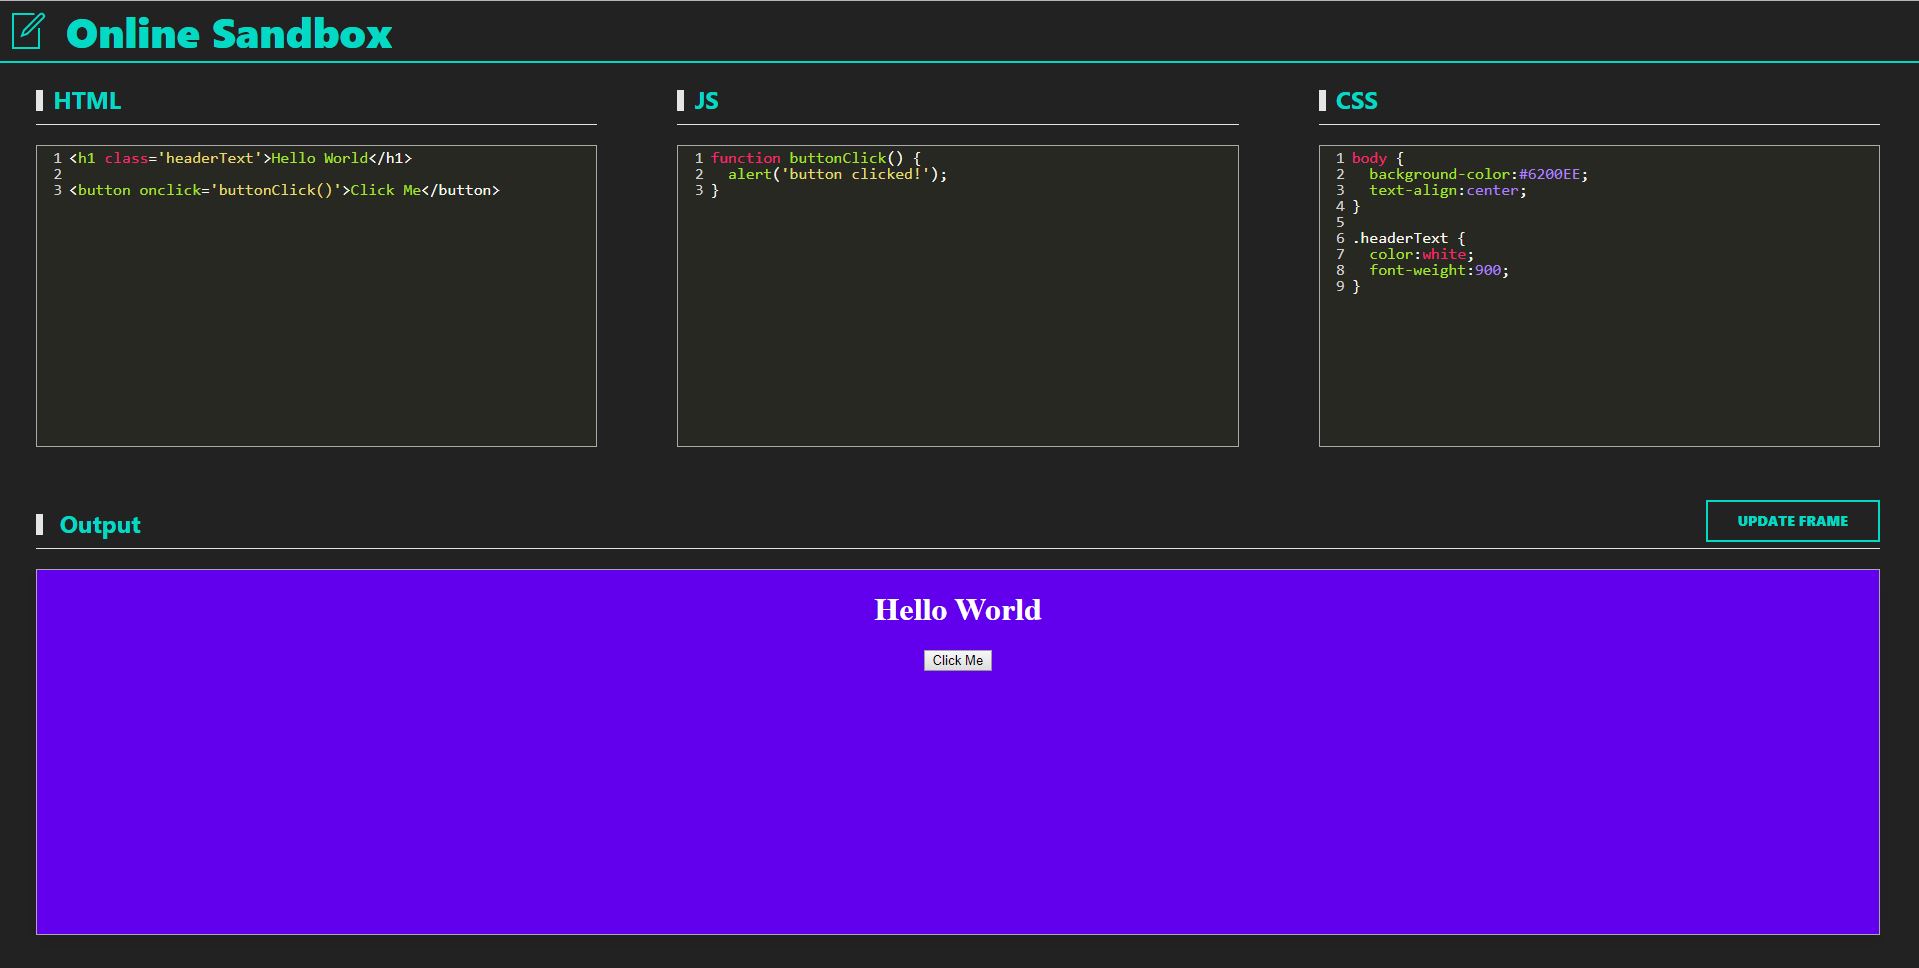 Online Sandbox
HTML
1 <h1 class='headerText'>Hello World</h1>
2
3 <button onclick='buttonClick()'>Click Me</button>
JS
1 function buttonClick() {
2   alert('button clicked!');
3 }
CSS
1 body {
2   background-color:#6200EE;
3   text-align:center;
4 }
5
6 .headerText {
7   color:white;
8   font-weight:900;
9 }
Output
UPDATE FRAME
Hello World
Click Me